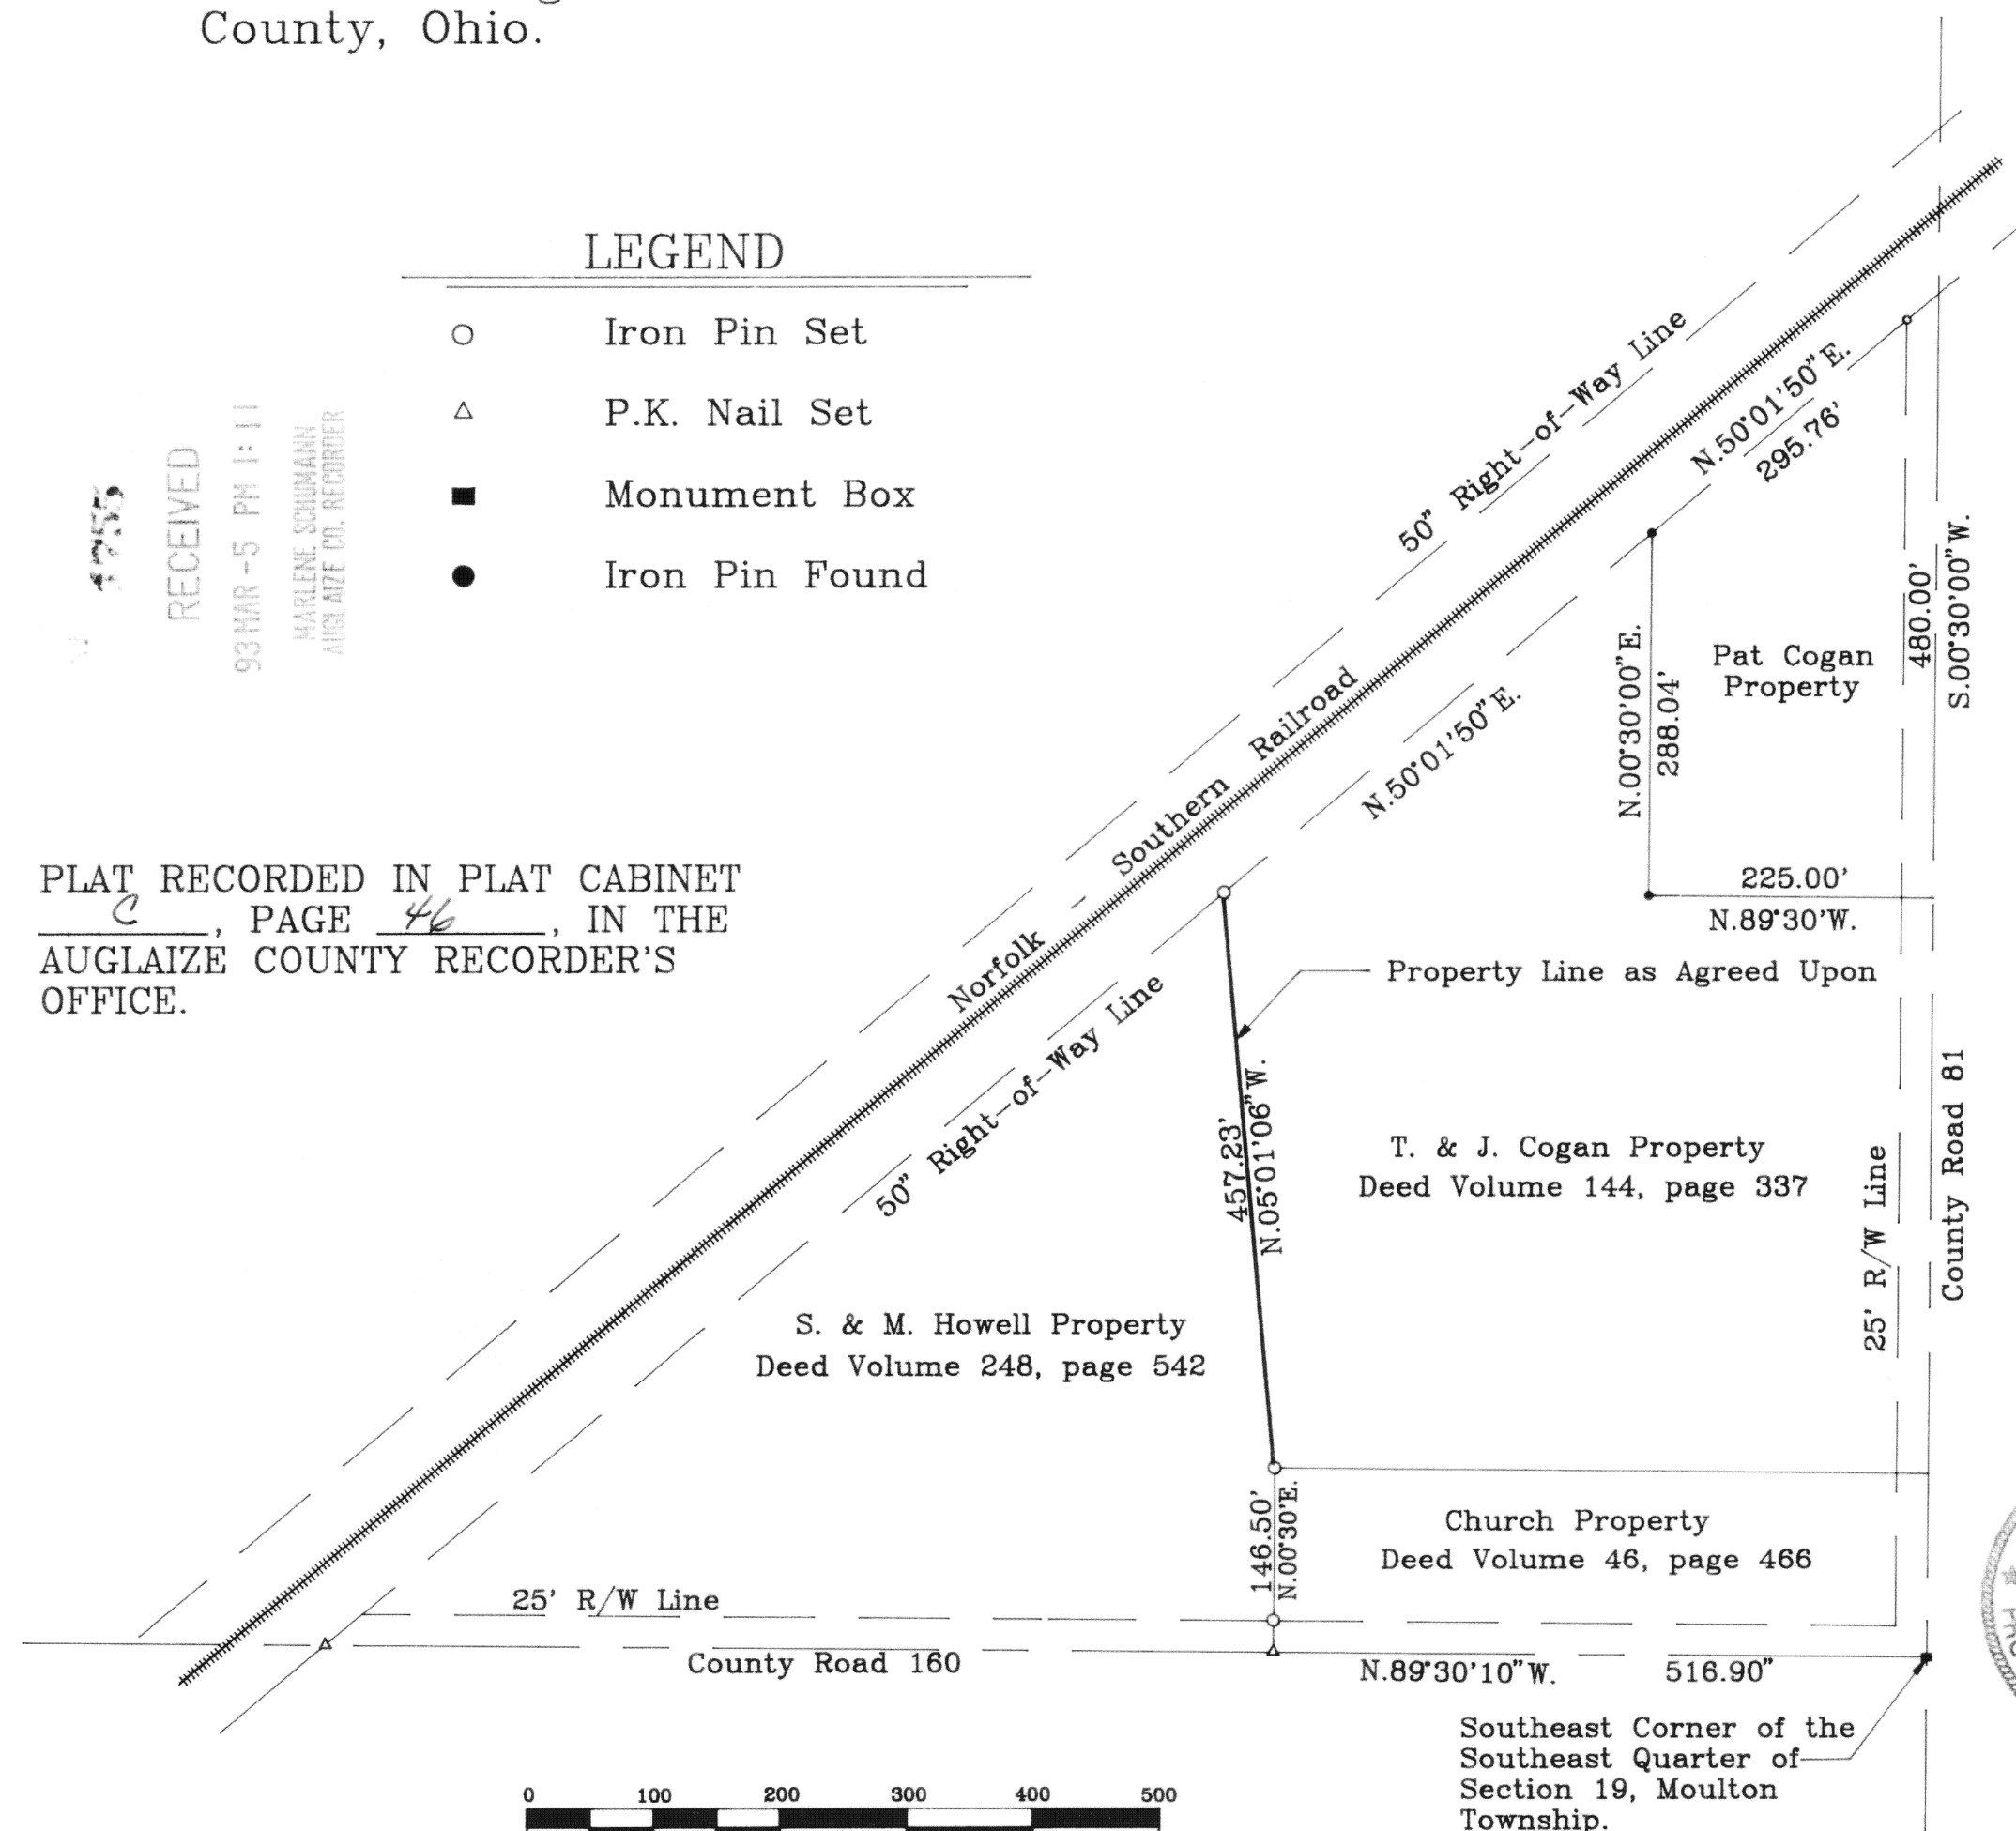 County, Ohio.
LEGEND
Iron Pin Set
P.K. Nail Set
Monument Box
Iron Pin Found
RECEIVED
93 MAR -5 PM 1:11
MARLENE SCHUMANN
AUGLAIZE CO. RECORDER
PLAT RECORDED IN PLAT CABINET
C, PAGE 46, IN THE
AUGLAIZE COUNTY RECORDER'S
OFFICE.
50" Right-of-Way Line
N.50°01'50"E.
295.76'
480.00'
S.00°30'00"W.
Pat Cogan
Property
N.00°30'00"E.
288.04'
225.00'
N.89°30'W.
Norfolk - Southern Railroad
N.50°01'50"E.
50" Right-of-Way Line
Property Line as Agreed Upon
457.23'
N.05°01'06"W.
T. & J. Cogan Property
Deed Volume 144, page 337
25' R/W Line
County Road 81
S. & M. Howell Property
Deed Volume 248, page 542
146.50'
N.00°30'E.
Church Property
Deed Volume 46, page 466
25' R/W Line
County Road 160
N.89°30'10"W.
516.90"
Southeast Corner of the
Southeast Quarter of
Section 19, Moulton
Township.
0 100 200 300 400 500